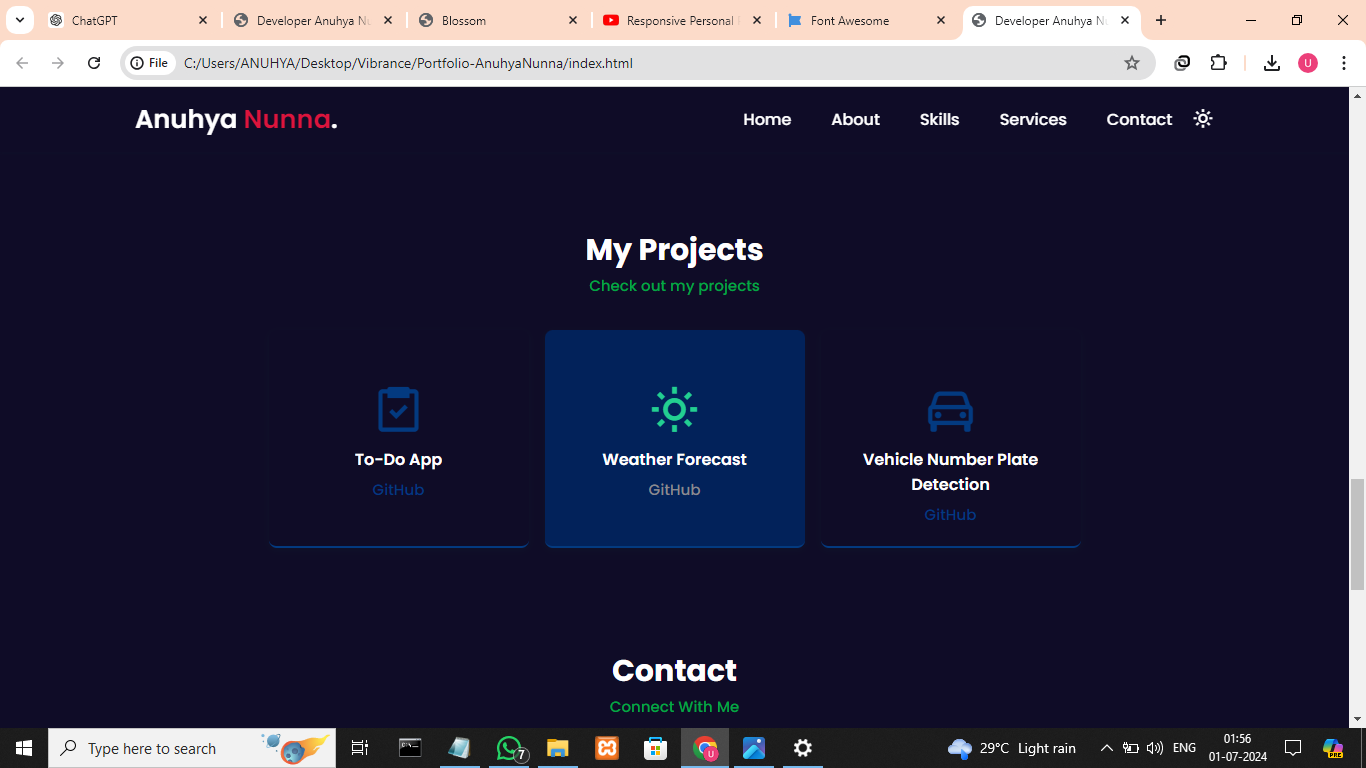 ChatGPT
Developer Anuhya Nu
Blossom
Responsive Personal
Font Awesome
Developer Anuhya Nu
File
C:/Users/ANUHYA/Desktop/Vibrance/Portfolio-AnuhyaNunna/index.html
U
Anuhya Nunna.
Home
About
Skills
Services
Contact
My Projects
Check out my projects
To-Do App
GitHub
Weather Forecast
GitHub
Vehicle Number Plate
Detection
GitHub
Contact
Connect With Me
Type here to search
7
U
29°C Light rain
ENG
01:56
01-07-2024
PRE